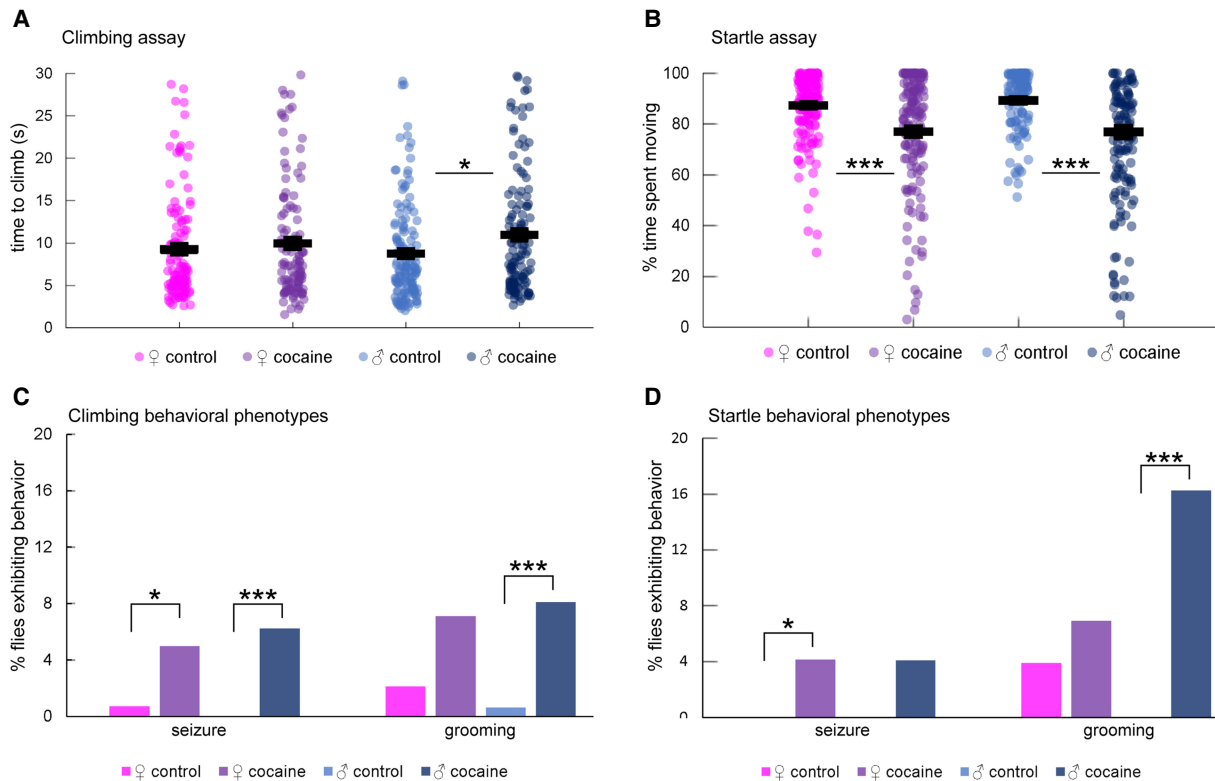 A
Climbing assay
time to climb (s)
30
25
20
15
10
5
0
*
♀ control ♀ cocaine ♂ control ♂ cocaine
B
Startle assay
% time spent moving
100
80
60
40
20
0
*** ***
♀ control ♀ cocaine ♂ control ♂ cocaine
C
Climbing behavioral phenotypes
% flies exhibiting behavior
20
16
12
8
4
0
* *** ***
seizure grooming
♀ control ♀ cocaine ♂ control ♂ cocaine
D
Startle behavioral phenotypes
% flies exhibiting behavior
20
16
12
8
4
0
* ***
seizure grooming
♀ control ♀ cocaine ♂ control ♂ cocaine